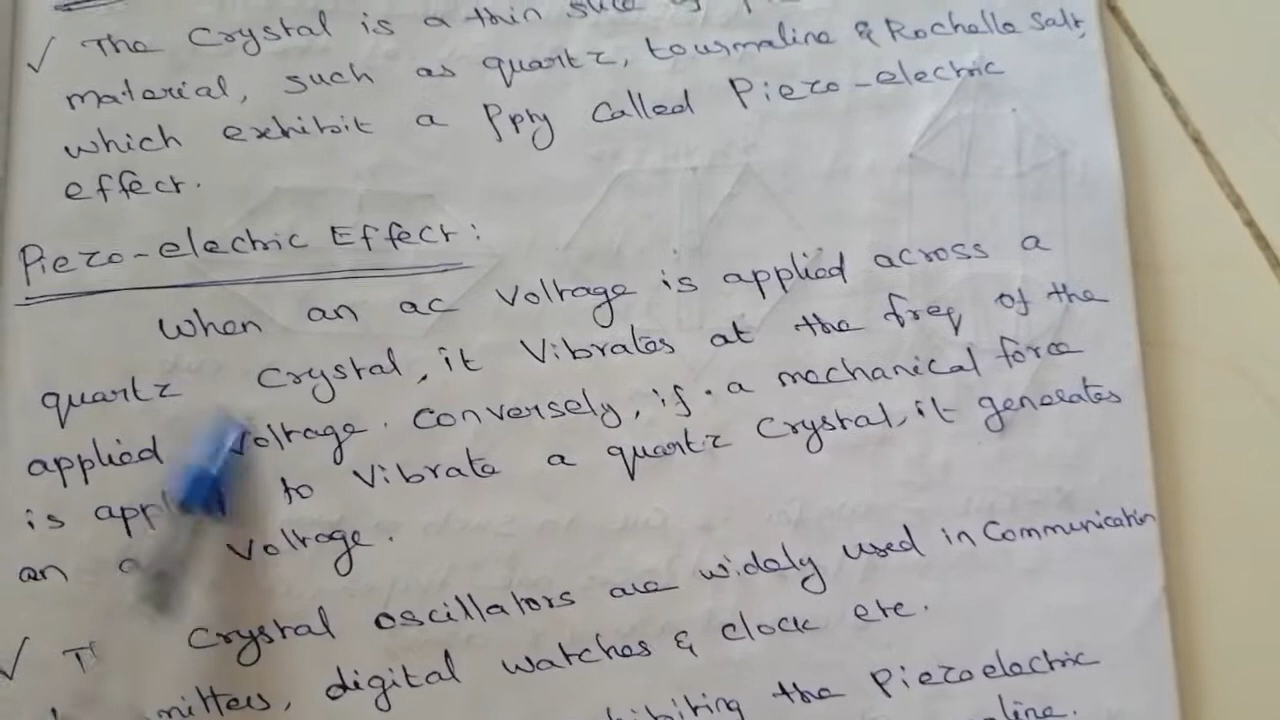 ✓ The Crystal is a thin slice of
material, such as quartz, tourmaline & Rochelle Salt,
which exhibit a Ppty called Piezo-electric
effect.
Piezo-electric Effect:
When an ac Voltage is applied across a
quartz Crystal, it Vibrates at the freq of the
applied Voltage. Conversely, if a mechanical force
is to Vibrate a quartz Crystal, it generates
an Voltage.
✓ Crystal oscillators are widely used in Communication
digital watches & clock etc.
the Piezoelectric